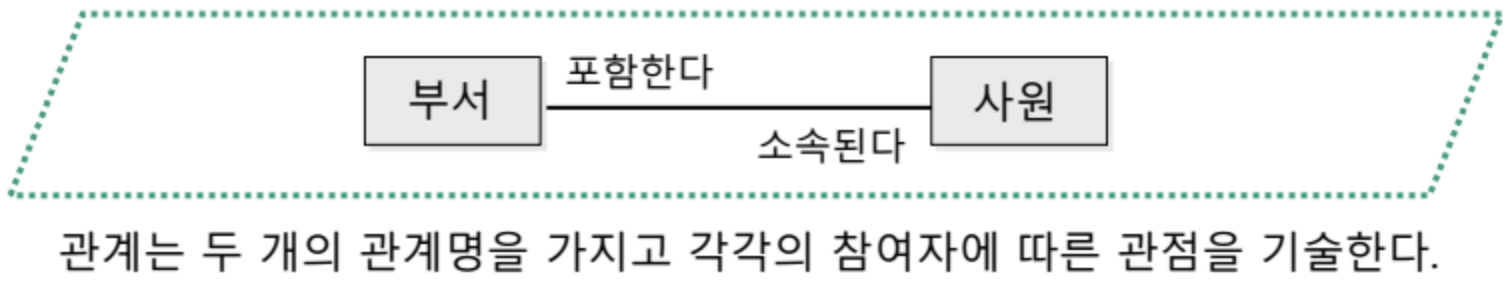 포함한다
부서
사원
소속된다
관계는 두 개의 관계명을 가지고 각각의 참여자에 따른 관점을 기술한다.